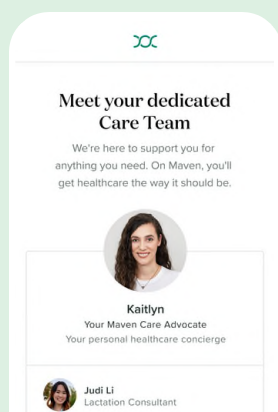 Meet your dedicated
Care Team
We're here to support you for
anything you need. On Maven, you'll
get healthcare the way it should be.
Kaitlyn
Your Maven Care Advocate
Your personal healthcare concierge
Judi Li
Lactation Consultant